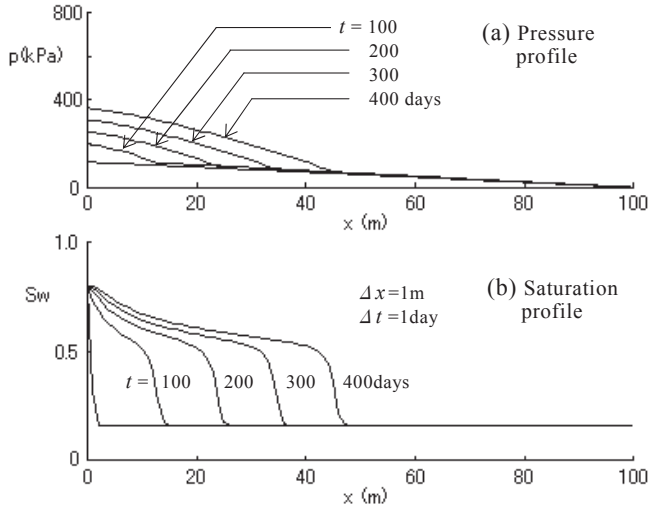 800
400
0
p(kPa)
t = 100
200
300
400 days
(a) Pressure
profile
0 20 40 60 80 100
x (m)
1.0
0.5
0
Sw
Δx=1m
Δt=1day
(b) Saturation
profile
t = 100 200 300 400days
0 20 40 60 80 100
x (m)